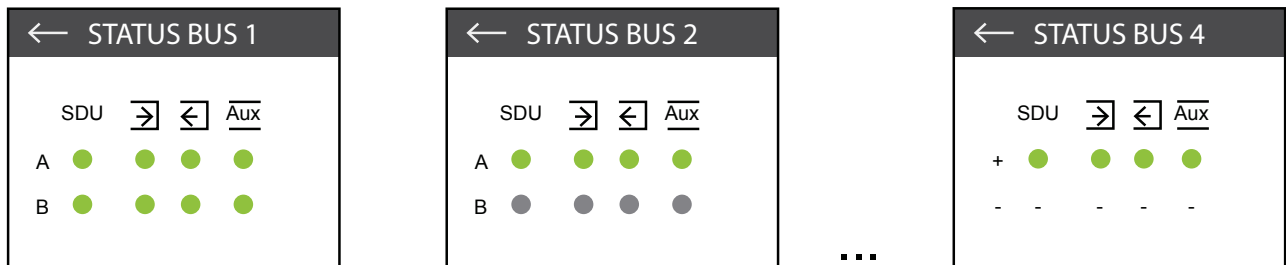 ← STATUS BUS 1
SDU Aux
A
B
← STATUS BUS 2
SDU Aux
A
B
...
← STATUS BUS 4
SDU Aux
+
- - - - -